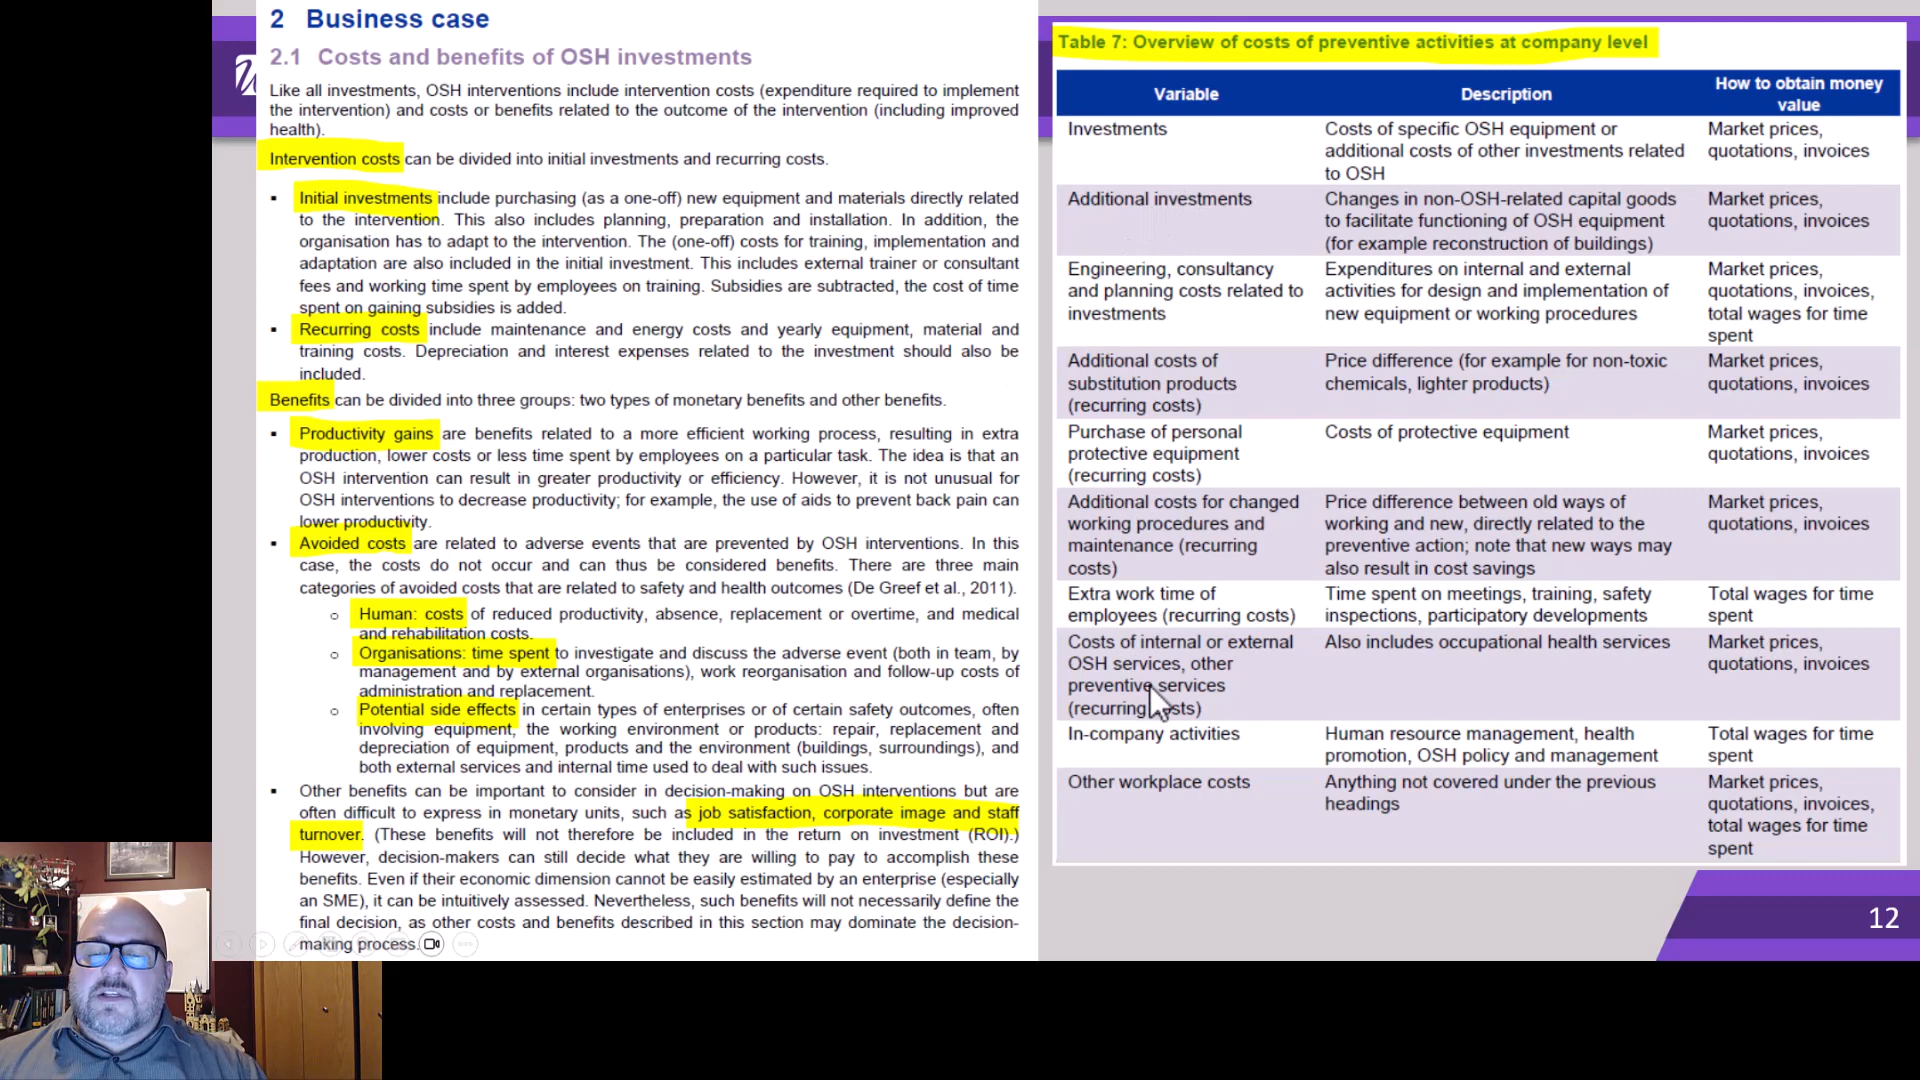 2 Business case
2.1 Costs and benefits of OSH investments
Like all investments, OSH interventions include intervention costs (expenditure required to implement
the intervention) and costs or benefits related to the outcome of the intervention (including improved
health).
Intervention costs can be divided into initial investments and recurring costs.
▪ Initial investments include purchasing (as a one-off) new equipment and materials directly related
to the intervention. This also includes planning, preparation and installation. In addition, the
organisation has to adapt to the intervention. The (one-off) costs for training, implementation and
adaptation are also included in the initial investment. This includes external trainer or consultant
fees and working time spent by employees on training. Subsidies are subtracted, the cost of time
spent on gaining subsidies is added.
▪ Recurring costs include maintenance and energy costs and yearly equipment, material and
training costs. Depreciation and interest expenses related to the investment should also be
included.
Benefits can be divided into three groups: two types of monetary benefits and other benefits.
▪ Productivity gains are benefits related to a more efficient working process, resulting in extra
production, lower costs or less time spent by employees on a particular task. The idea is that an
OSH intervention can result in greater productivity or efficiency. However, it is not unusual for
OSH interventions to decrease productivity; for example, the use of aids to prevent back pain can
lower productivity.
▪ Avoided costs are related to adverse events that are prevented by OSH interventions. In this
case, the costs do not occur and can thus be considered benefits. There are three main
categories of avoided costs that are related to safety and health outcomes (De Greef et al., 2011).
o Human: costs of reduced productivity, absence, replacement or overtime, and medical
and rehabilitation costs.
o Organisations: time spent to investigate and discuss the adverse event (both in team, by
management and by external organisations), work reorganisation and follow-up costs of
administration and replacement.
o Potential side effects in certain types of enterprises or of certain safety outcomes, often
involving equipment, the working environment or products: repair, replacement and
depreciation of equipment, products and the environment (buildings, surroundings), and
both external services and internal time used to deal with such issues.
▪ Other benefits can be important to consider in decision-making on OSH interventions but are
often difficult to express in monetary units, such as job satisfaction, corporate image and staff
turnover. (These benefits will not therefore be included in the return on investment (ROI).)
However, decision-makers can still decide what they are willing to pay to accomplish these
benefits. Even if their economic dimension cannot be easily estimated by an enterprise (especially
an SME), it can be intuitively assessed. Nevertheless, such benefits will not necessarily define the
final decision, as other costs and benefits described in this section may dominate the decision-
making process.
Table 7: Overview of costs of preventive activities at company level
Variable
Description
How to obtain money
value
Investments
Costs of specific OSH equipment or
additional costs of other investments related
to OSH
Market prices,
quotations, invoices
Additional investments
Changes in non-OSH-related capital goods
to facilitate functioning of OSH equipment
(for example reconstruction of buildings)
Market prices,
quotations, invoices
Engineering, consultancy
and planning costs related to
investments
Expenditures on internal and external
activities for design and implementation of
new equipment or working procedures
Market prices,
quotations, invoices,
total wages for time
spent
Additional costs of
substitution products
(recurring costs)
Price difference (for example for non-toxic
chemicals, lighter products)
Market prices,
quotations, invoices
Purchase of personal
protective equipment
(recurring costs)
Costs of protective equipment
Market prices,
quotations, invoices
Additional costs for changed
working procedures and
maintenance (recurring
costs)
Price difference between old ways of
working and new, directly related to the
preventive action; note that new ways may
also result in cost savings
Market prices,
quotations, invoices
Extra work time of
employees (recurring costs)
Time spent on meetings, training, safety
inspections, participatory developments
Total wages for time
spent
Costs of internal or external
OSH services, other
preventive services
(recurring costs)
Also includes occupational health services
Market prices,
quotations, invoices
In-company activities
Human resource management, health
promotion, OSH policy and management
Total wages for time
spent
Other workplace costs
Anything not covered under the previous
headings
Market prices,
quotations, invoices,
total wages for time
spent
12